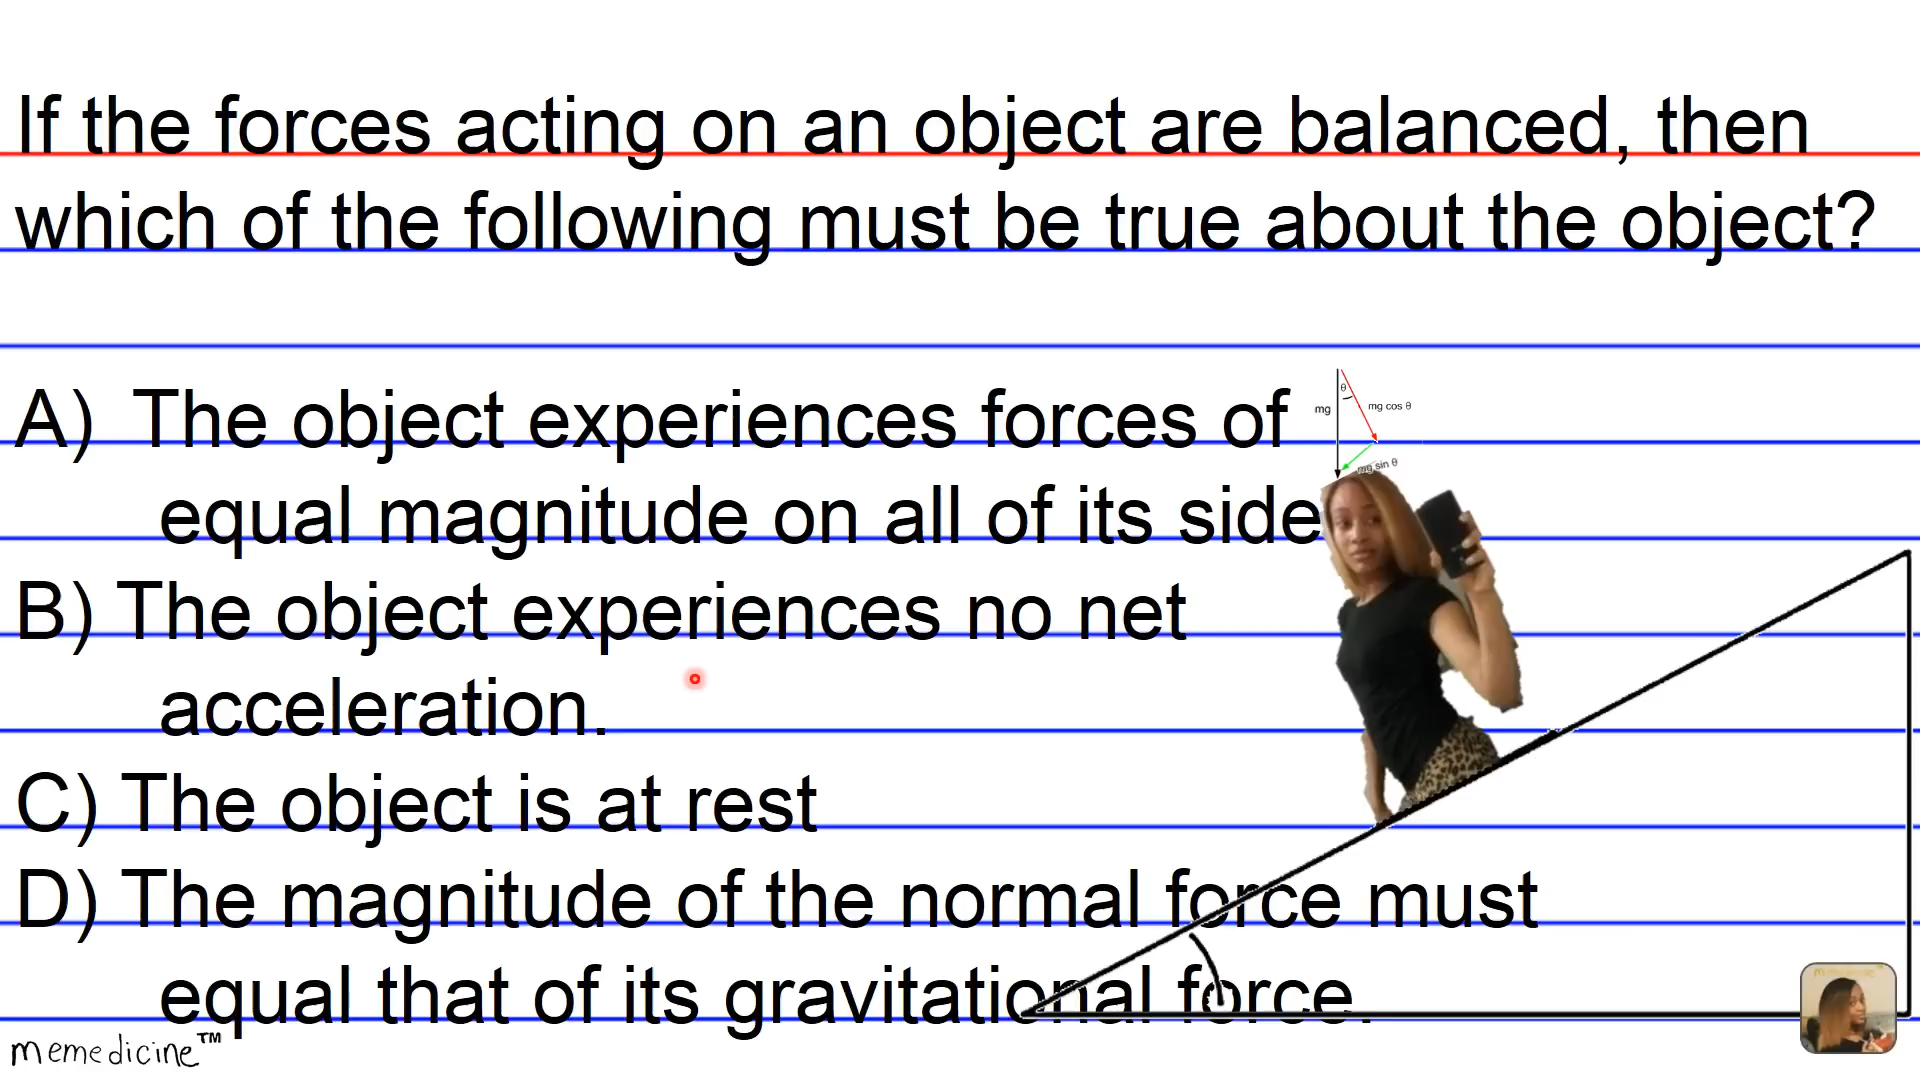 If the forces acting on an object are balanced, then
which of the following must be true about the object?
A) The object experiences forces of
equal magnitude on all of its side
B) The object experiences no net
acceleration.
C) The object is at rest
D) The magnitude of the normal force must
equal that of its gravitational force.
θ
mg
mg cos θ
mg sin θ
memedicine™
memedicine™